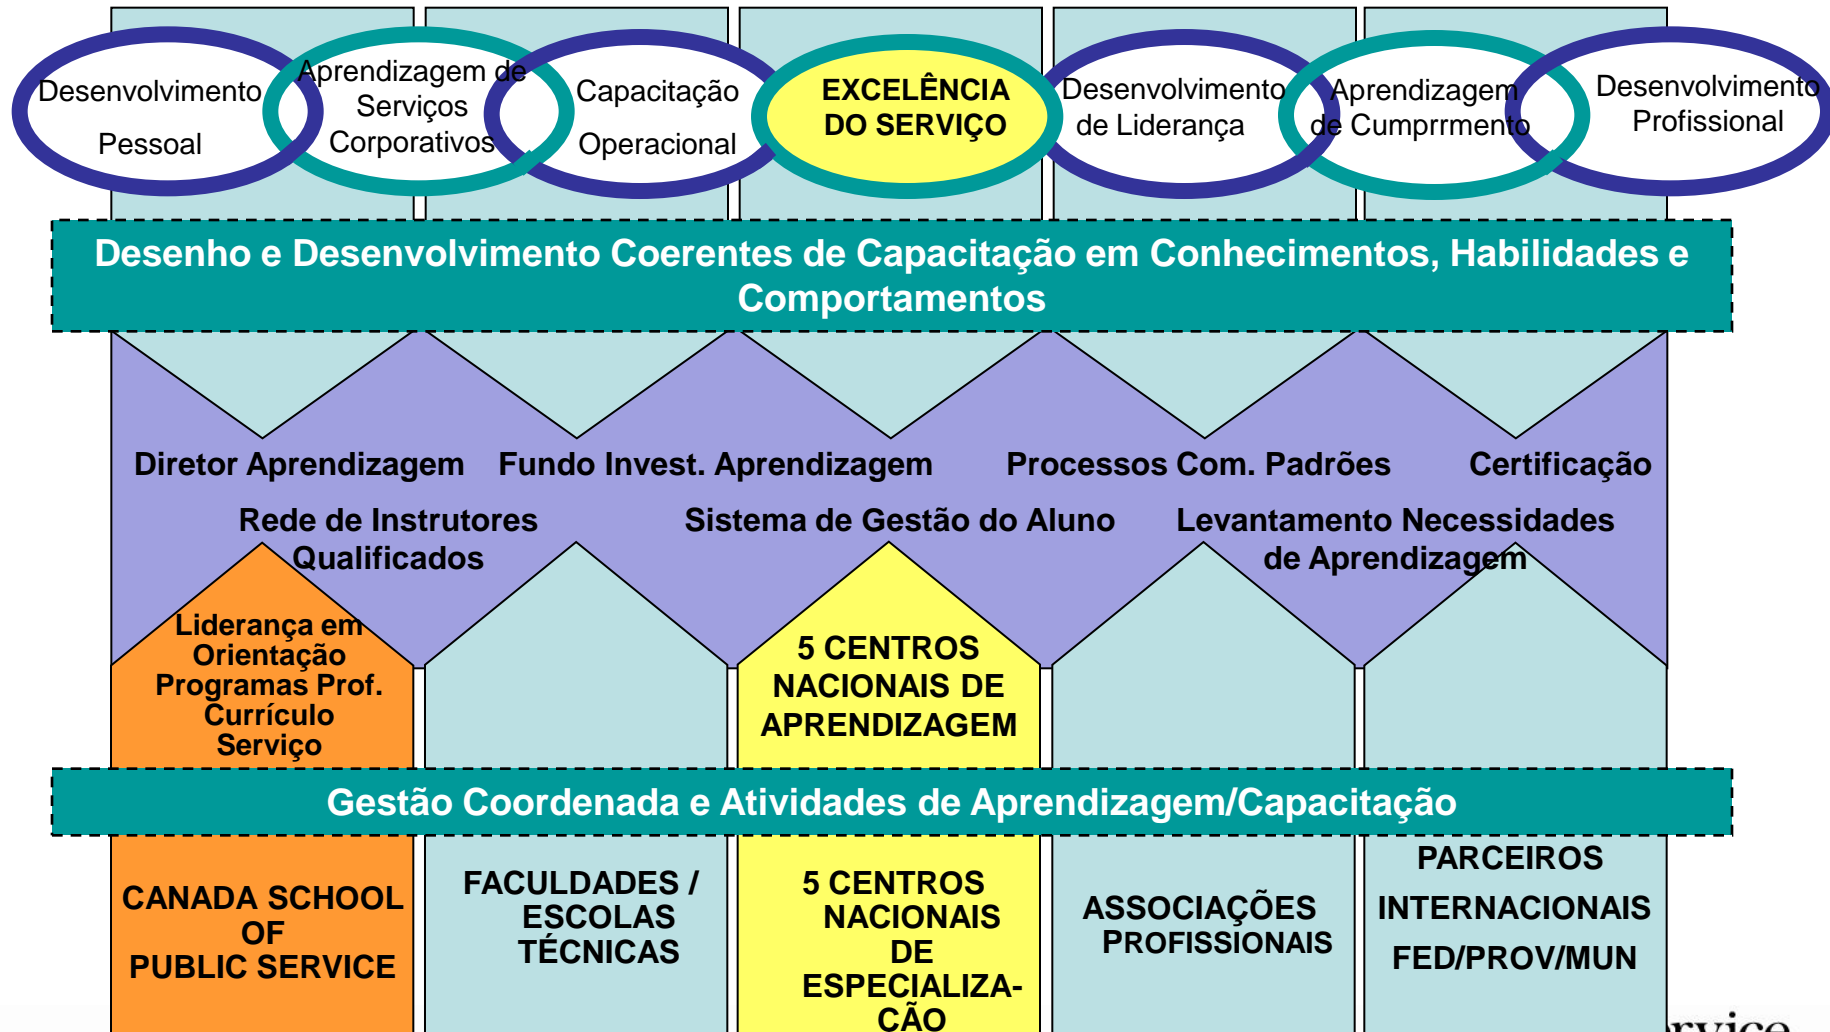 Desenvolvimento
Pessoal
Aprendizagem de
Serviços
Corporativos
Capacitação
Operacional
EXCELÊNCIA
DO SERVIÇO
Desenvolvimento
de Liderança
Aprendizagem
de Cumprrmento
Desenvolvimento
Profissional
Desenho e Desenvolvimento Coerentes de Capacitação em Conhecimentos, Habilidades e
Comportamentos
Diretor Aprendizagem
Fundo Invest. Aprendizagem
Processos Com. Padrões
Certificação
Rede de Instrutores
Qualificados
Sistema de Gestão do Aluno
Levantamento Necessidades
de Aprendizagem
Liderança em
Orientação
Programas Prof.
Currículo
Serviço
5 CENTROS
NACIONAIS DE
APRENDIZAGEM
Gestão Coordenada e Atividades de Aprendizagem/Capacitação
CANADA SCHOOL
OF
PUBLIC SERVICE
FACULDADES /
ESCOLAS
TÉCNICAS
5 CENTROS
NACIONAIS
DE
ESPECIALIZA-
CÃO
ASSOCIAÇÕES
PROFISSIONAIS
PARCEIROS
INTERNACIONAIS
FED/PROV/MUN